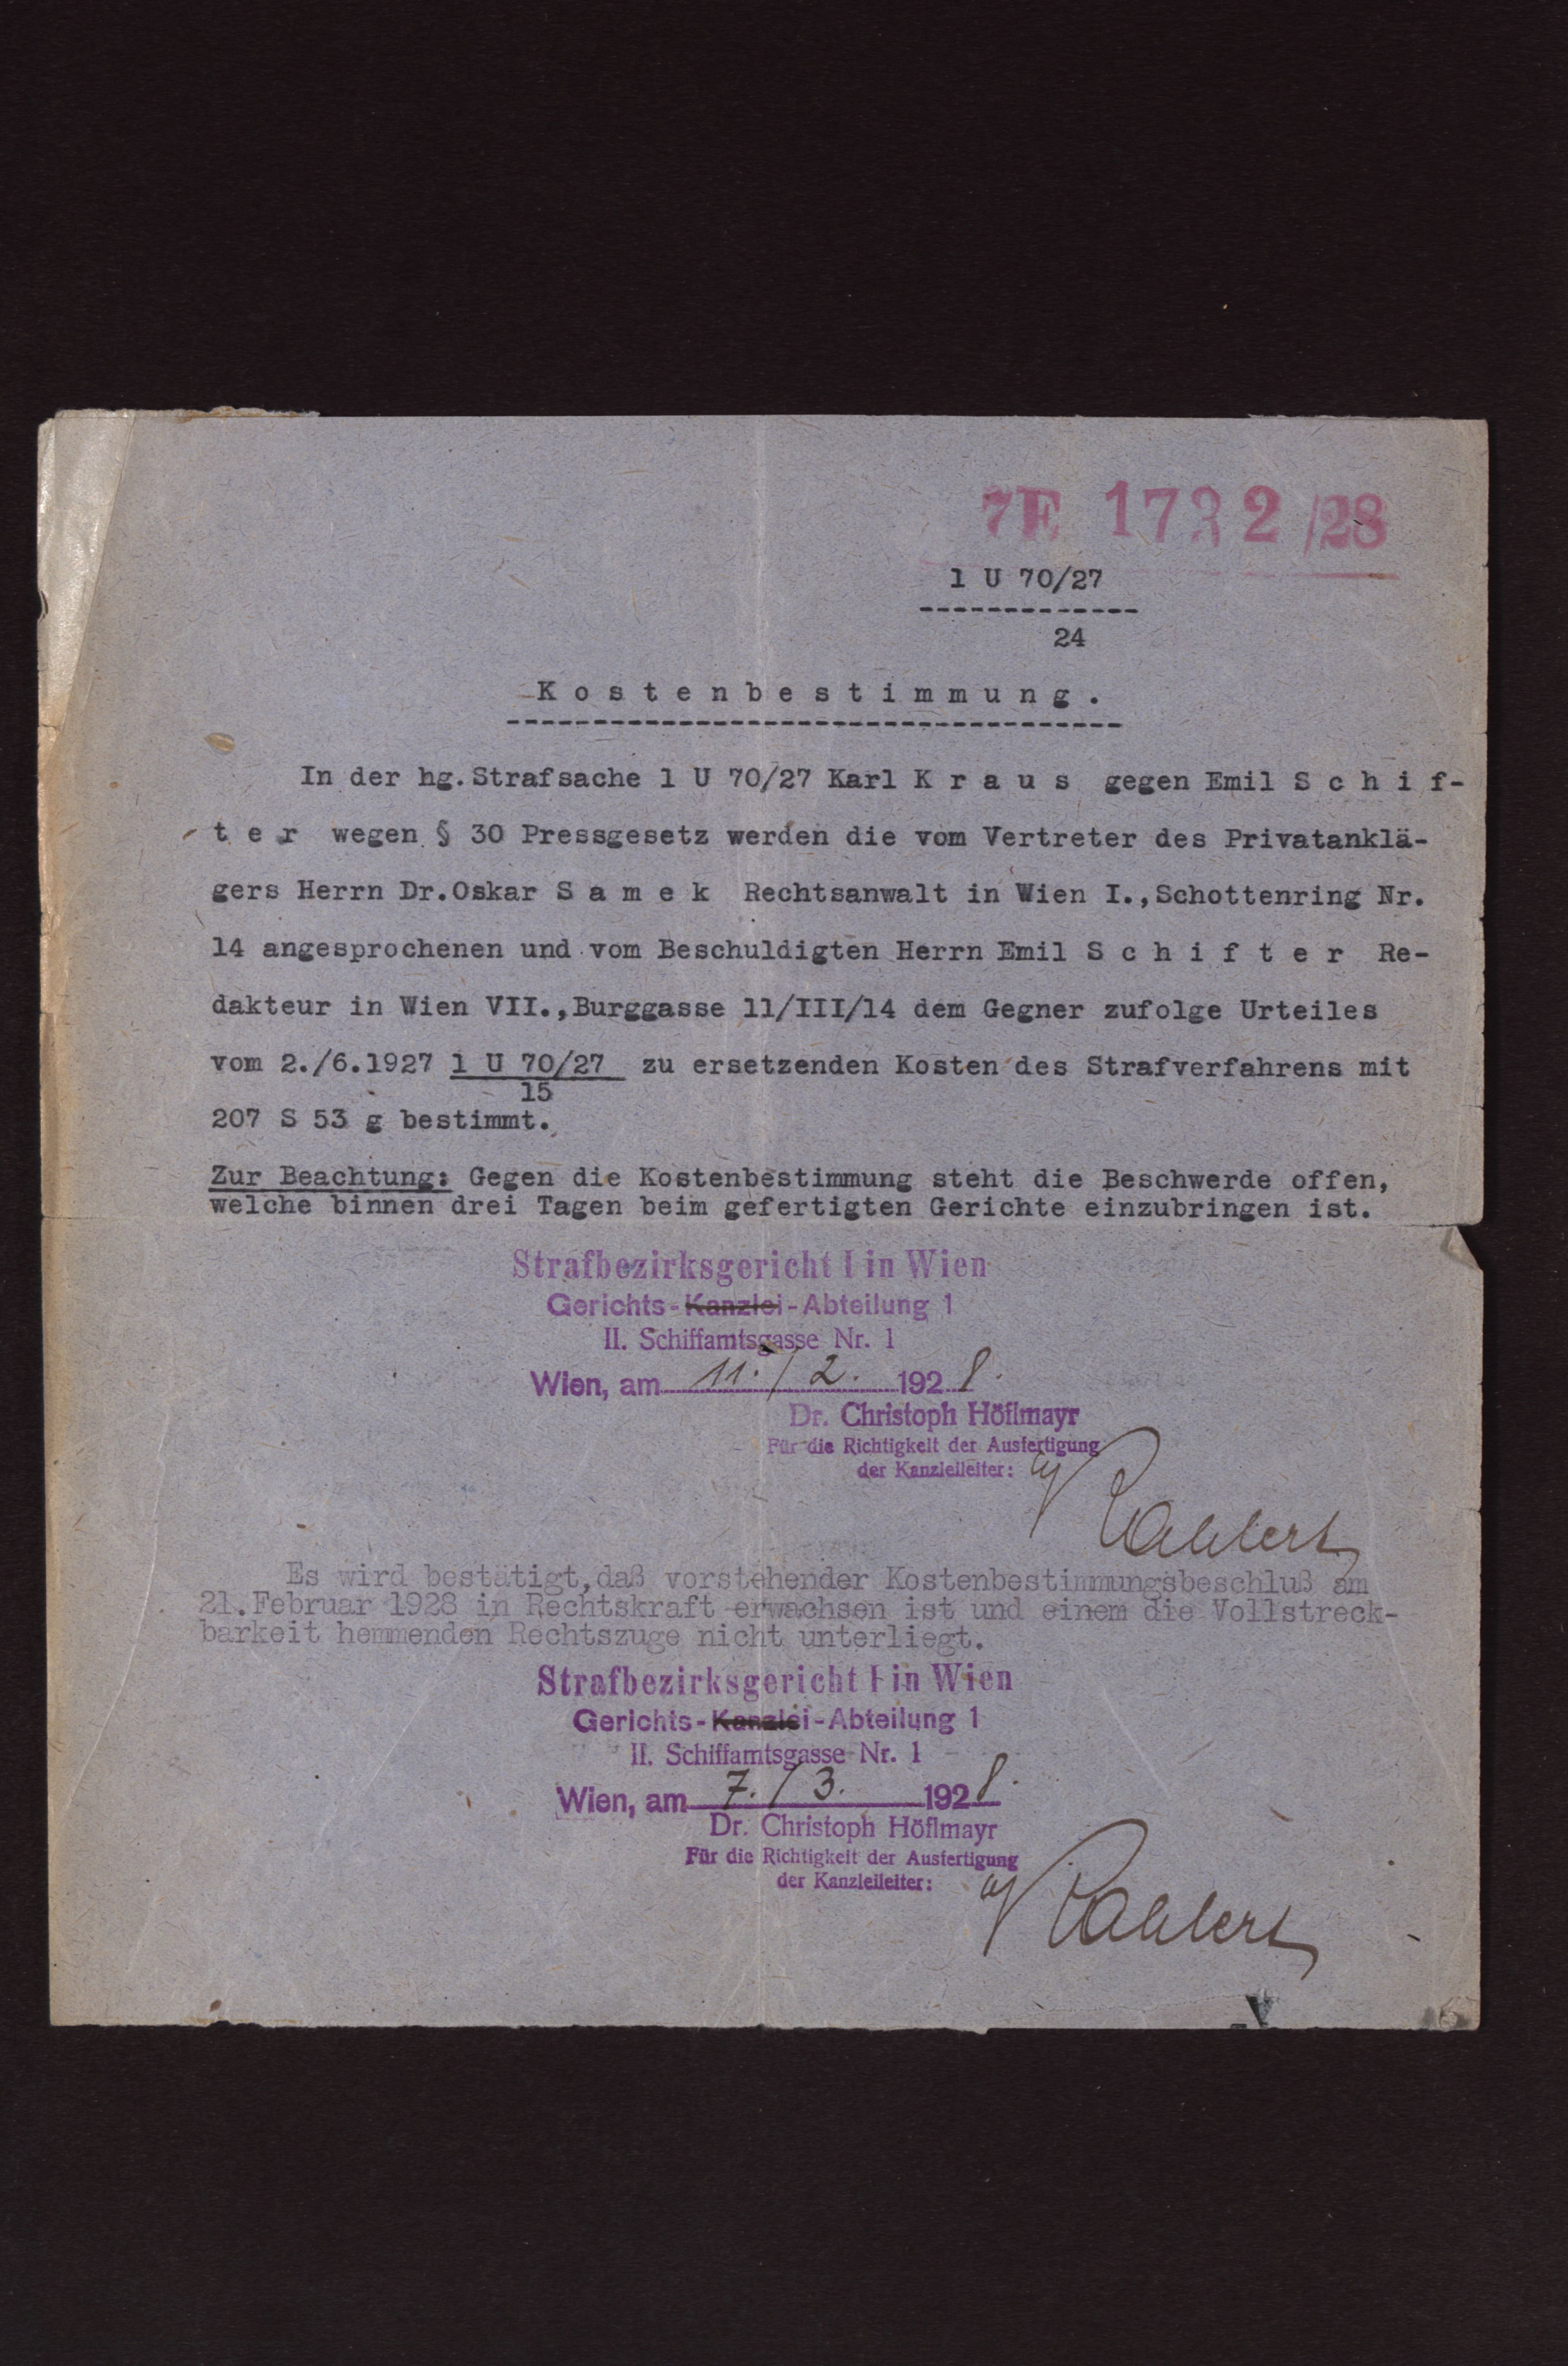 7E 1732/28
1 U 70/27
-------------
24
K o s t e n b e s t i m m u n g .
------------------------------------
In der hg.Strafsache 1 U 70/27 Karl K r a u s gegen Emil S c h i f-
t e r wegen § 30 Pressgesetz werden die vom Vertreter des Privatanklä-
gers Herrn Dr.Oskar S a m e k Rechtsanwalt in Wien I.,Schottenring Nr.
14 angesprochenen und vom Beschuldigten Herrn Emil S c h i f t e r Re-
dakteur in Wien VII.,Burggasse 11/III/14 dem Gegner zufolge Urteiles
vom 2./6.1927 1 U 70/27 zu ersetzenden Kosten des Strafverfahrens mit
15
207 S 53 g bestimmt.
Zur Beachtung: Gegen die Kostenbestimmung steht die Beschwerde offen,
welche binnen drei Tagen beim gefertigten Gerichte einzubringen ist.
Strafbezirksgericht I in Wien
Gerichts-Kanzlei-Abteilung 1
II. Schiffamtsgasse Nr. 1
Wien, am 11./2. 1928.
Dr. Christoph Höflmayr
Für die Richtigkeit der Ausfertigung
der Kanzleileiter:
Es wird bestätigt,daß vorstehender Kostenbestimmungsbeschluß am
21.Februar 1928 in Rechtskraft erwachsen ist und einem die Vollstreck-
barkeit hemmenden Rechtszuge nicht unterliegt.
Strafbezirksgericht I in Wien
Gerichts-Kanzlei-Abteilung 1
II. Schiffamtsgasse Nr. 1
Wien, am 7./3. 1928.
Dr. Christoph Höflmayr
Für die Richtigkeit der Ausfertigung
der Kanzleileiter: